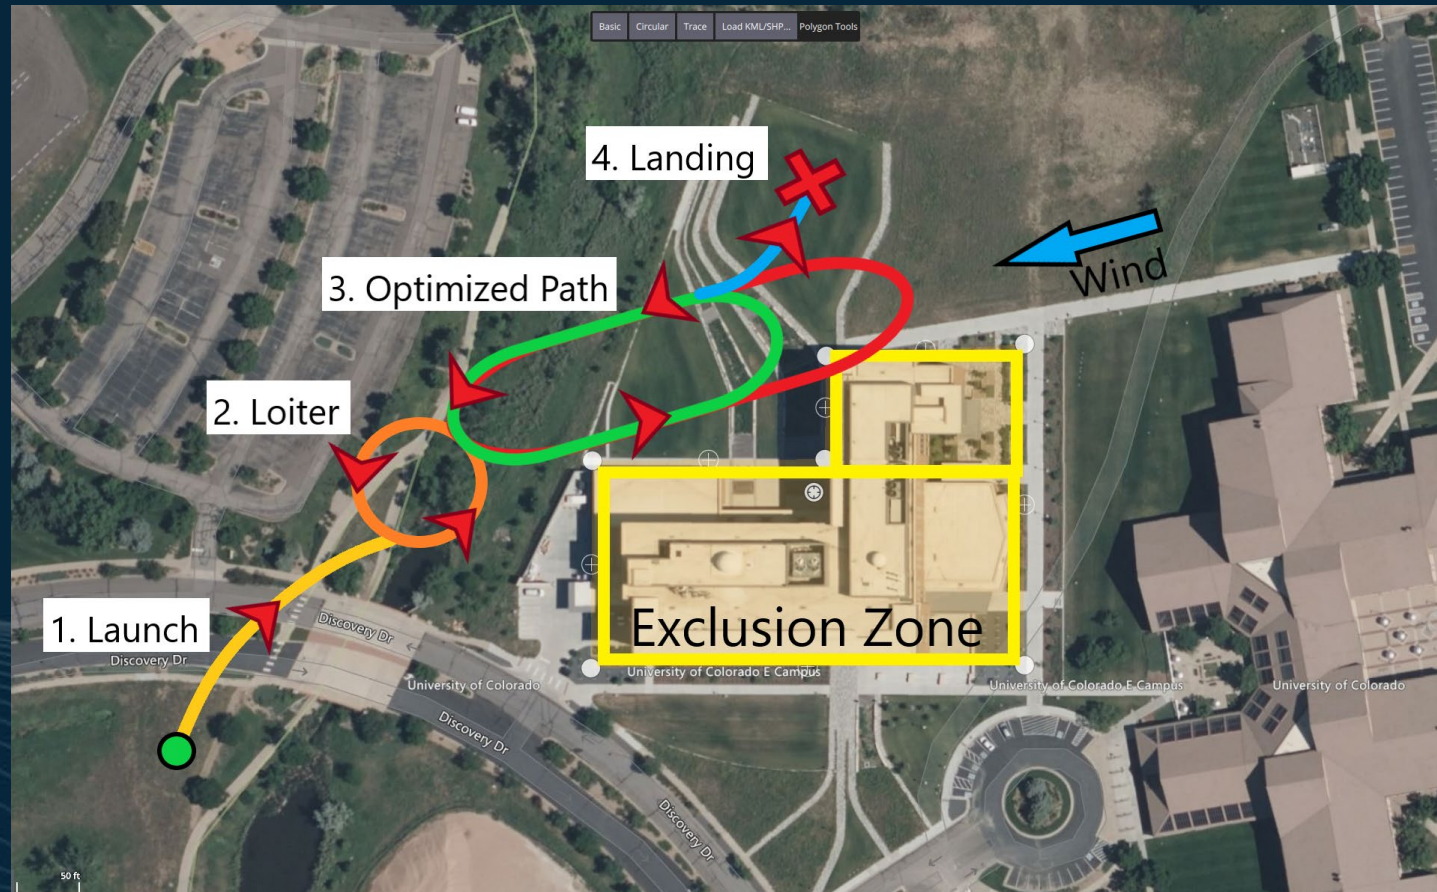 Basic
Circular
Trace
Load KML/SHP...
Polygon Tools
4. Landing
Wind
3. Optimized Path
2. Loiter
1. Launch
Discovery Dr
Discovery Dr
Exclusion Zone
University of Colorado
University of Colorado E Campus
University of Colorado E Campus
University of Colorado
Discovery Dr
Discovery Dr
50 ft